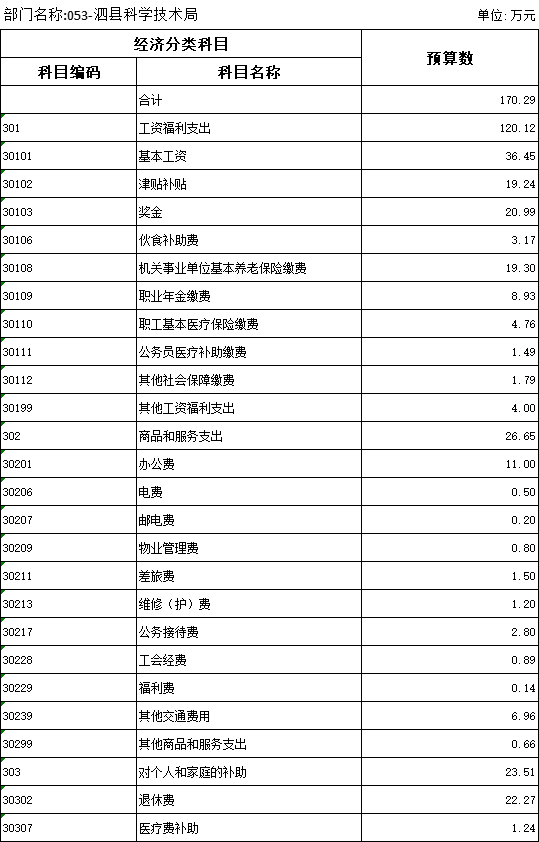 部门名称:053-泗县科学技术局 单位: 万元
经济分类科目 预算数
科目编码 科目名称
合计 170.29
301 工资福利支出 120.12
30101 基本工资 36.45
30102 津贴补贴 19.24
30103 奖金 20.99
30106 伙食补助费 3.17
30108 机关事业单位基本养老保险缴费 19.30
30109 职业年金缴费 8.93
30110 职工基本医疗保险缴费 4.76
30111 公务员医疗补助缴费 1.49
30112 其他社会保障缴费 1.79
30199 其他工资福利支出 4.00
302 商品和服务支出 26.65
30201 办公费 11.00
30206 电费 0.50
30207 邮电费 0.20
30209 物业管理费 0.80
30211 差旅费 1.50
30213 维修（护）费 1.20
30217 公务接待费 2.80
30228 工会经费 0.89
30229 福利费 0.14
30239 其他交通费用 6.96
30299 其他商品和服务支出 0.66
303 对个人和家庭的补助 23.51
30302 退休费 22.27
30307 医疗费补助 1.24